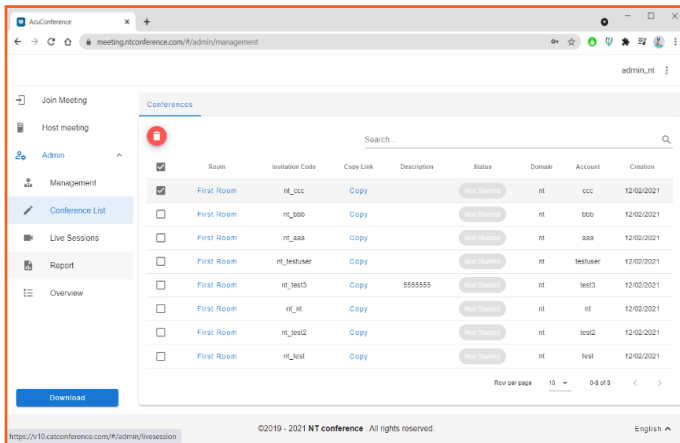 AcuConference
meeting.ntconference.com/#/admin/management
admin_nt
Join Meeting
Host meeting
Admin
Management
Conference List
Live Sessions
Report
Overview
Download
Conferences
Search...
Room Invitation Code Copy Link Description Status Domain Account Creation
First Room nt_ccc Copy Not Started nt ccc 12/02/2021
First Room nt_bbb Copy Not Started nt bbb 12/02/2021
First Room nt_aaa Copy Not Started nt aaa 12/02/2021
First Room nt_testuser Copy Not Started nt testuser 12/02/2021
First Room nt_test3 Copy 5555555 Not Started nt test3 12/02/2021
First Room nt_nt Copy Not Started nt nt 12/02/2021
First Room nt_test2 Copy Not Started nt test2 12/02/2021
First Room nt_test Copy Not Started nt test 12/02/2021
Row per page 10 0-8 of 8
©2019 - 2021 NT conference . All rights reserved.
English
https://v10.catconference.com/#/admin/livesession